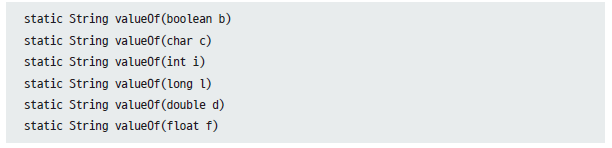 static String valueOf(boolean b)
static String valueOf(char c)
static String valueOf(int i)
static String valueOf(long l)
static String valueOf(double d)
static String valueOf(float f)